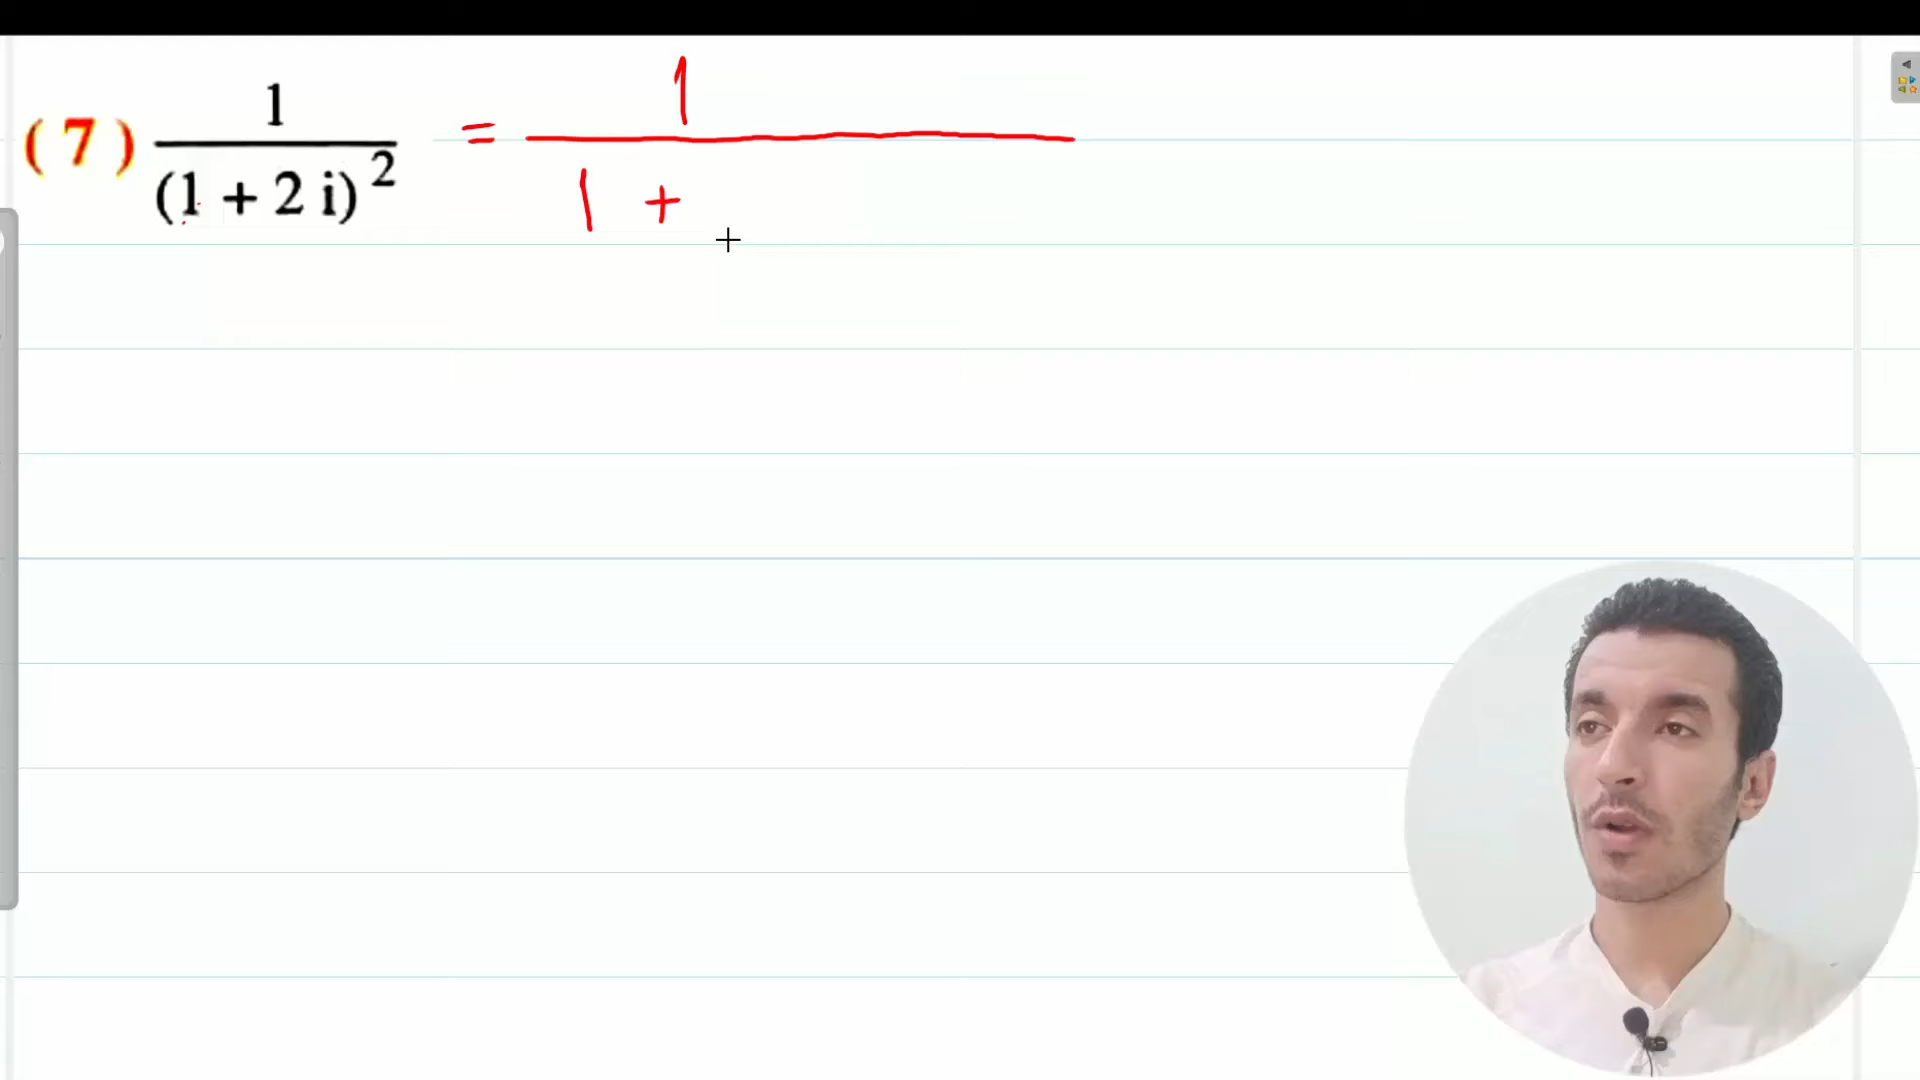 (7) 1/(1 + 2 i)² = 1/(1 +